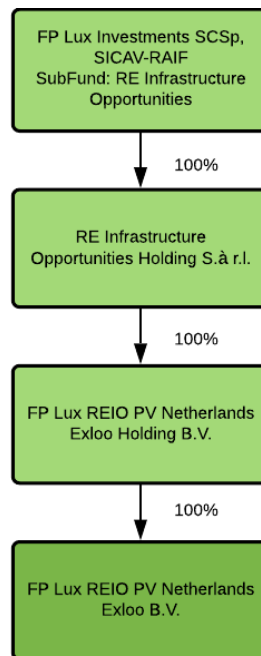 FP Lux Investments SCSp,
SICAV-RAIF
SubFund: RE Infrastructure
Opportunities
100%
RE Infrastructure
Opportunities Holding S.à r.l.
100%
FP Lux REIO PV Netherlands
Exloo Holding B.V.
100%
FP Lux REIO PV Netherlands
Exloo B.V.